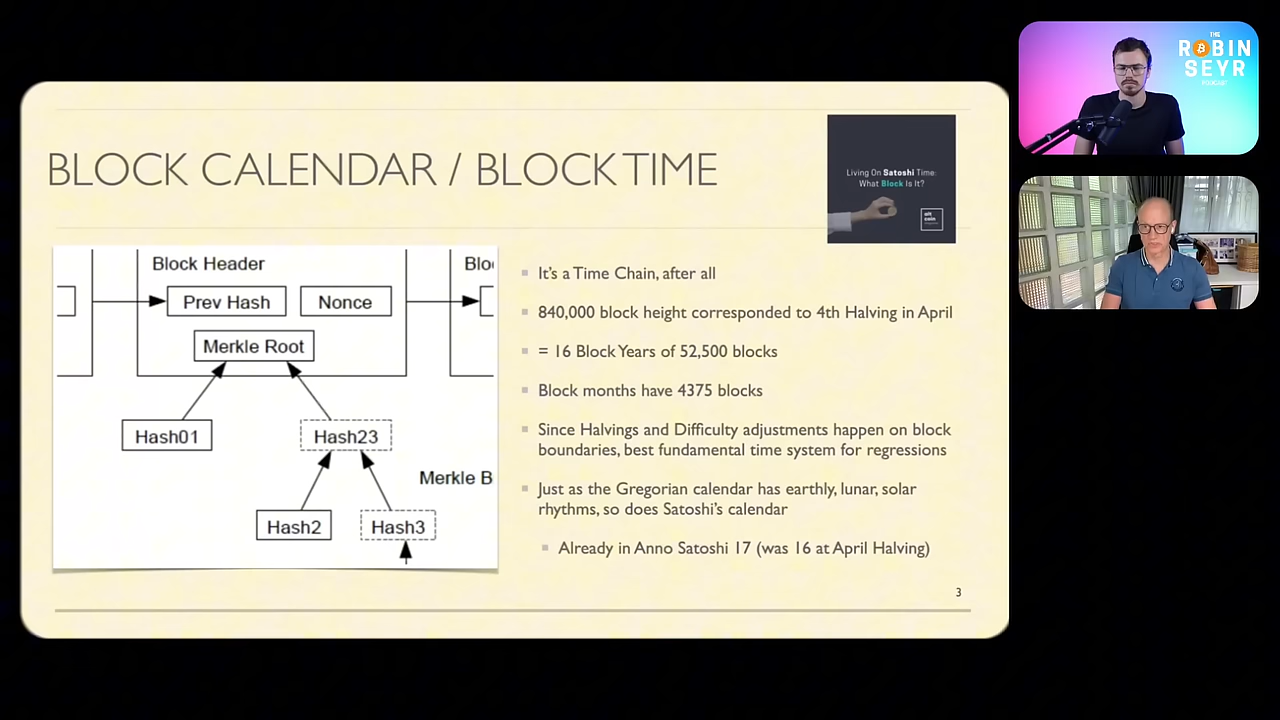 BLOCK CALENDAR / BLOCK TIME
Living On Satoshi Time:
What Block Is It?
alt
coin
Block Header
Prev Hash
Nonce
Merkle Root
Hash01
Hash23
Hash2
Hash3
Merkle B
Blo
It's a Time Chain, after all
840,000 block height corresponded to 4th Halving in April
= 16 Block Years of 52,500 blocks
Block months have 4375 blocks
Since Halvings and Difficulty adjustments happen on block
boundaries, best fundamental time system for regressions
Just as the Gregorian calendar has earthly, lunar, solar
rhythms, so does Satoshi's calendar
Already in Anno Satoshi 17 (was 16 at April Halving)
3
THE
ROBIN
SEYR
PODCAST